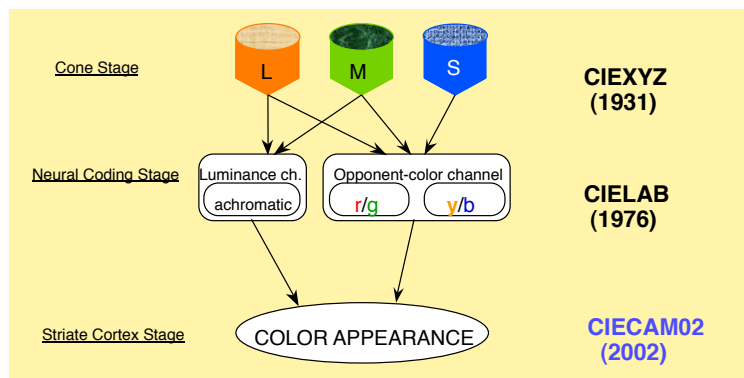 Cone Stage
L
M
S
CIEXYZ
(1931)
Neural Coding Stage
Luminance ch.
achromatic
Opponent-color channel
r/g
y/b
CIELAB
(1976)
Striate Cortex Stage
COLOR APPEARANCE
CIECAM02
(2002)